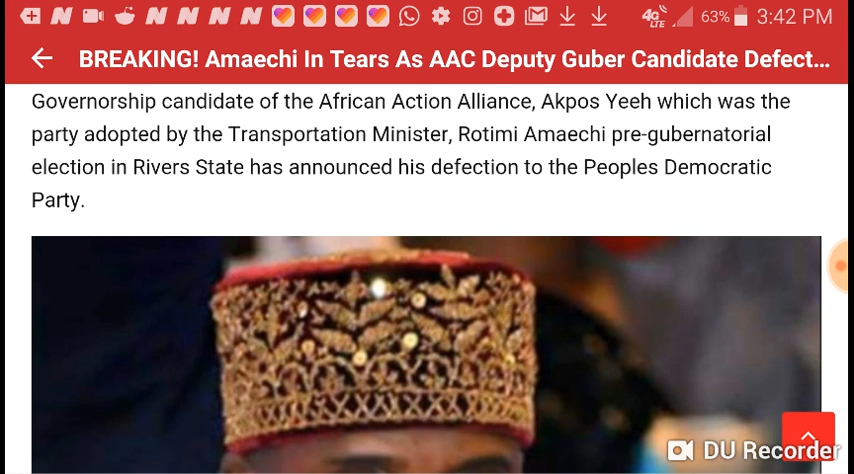 4G LTE 63% 3:42 PM
BREAKING! Amaechi In Tears As AAC Deputy Guber Candidate Defect...
Governorship candidate of the African Action Alliance, Akpos Yeeh which was the
party adopted by the Transportation Minister, Rotimi Amaechi pre-gubernatorial
election in Rivers State has announced his defection to the Peoples Democratic
Party.
DU Recorder